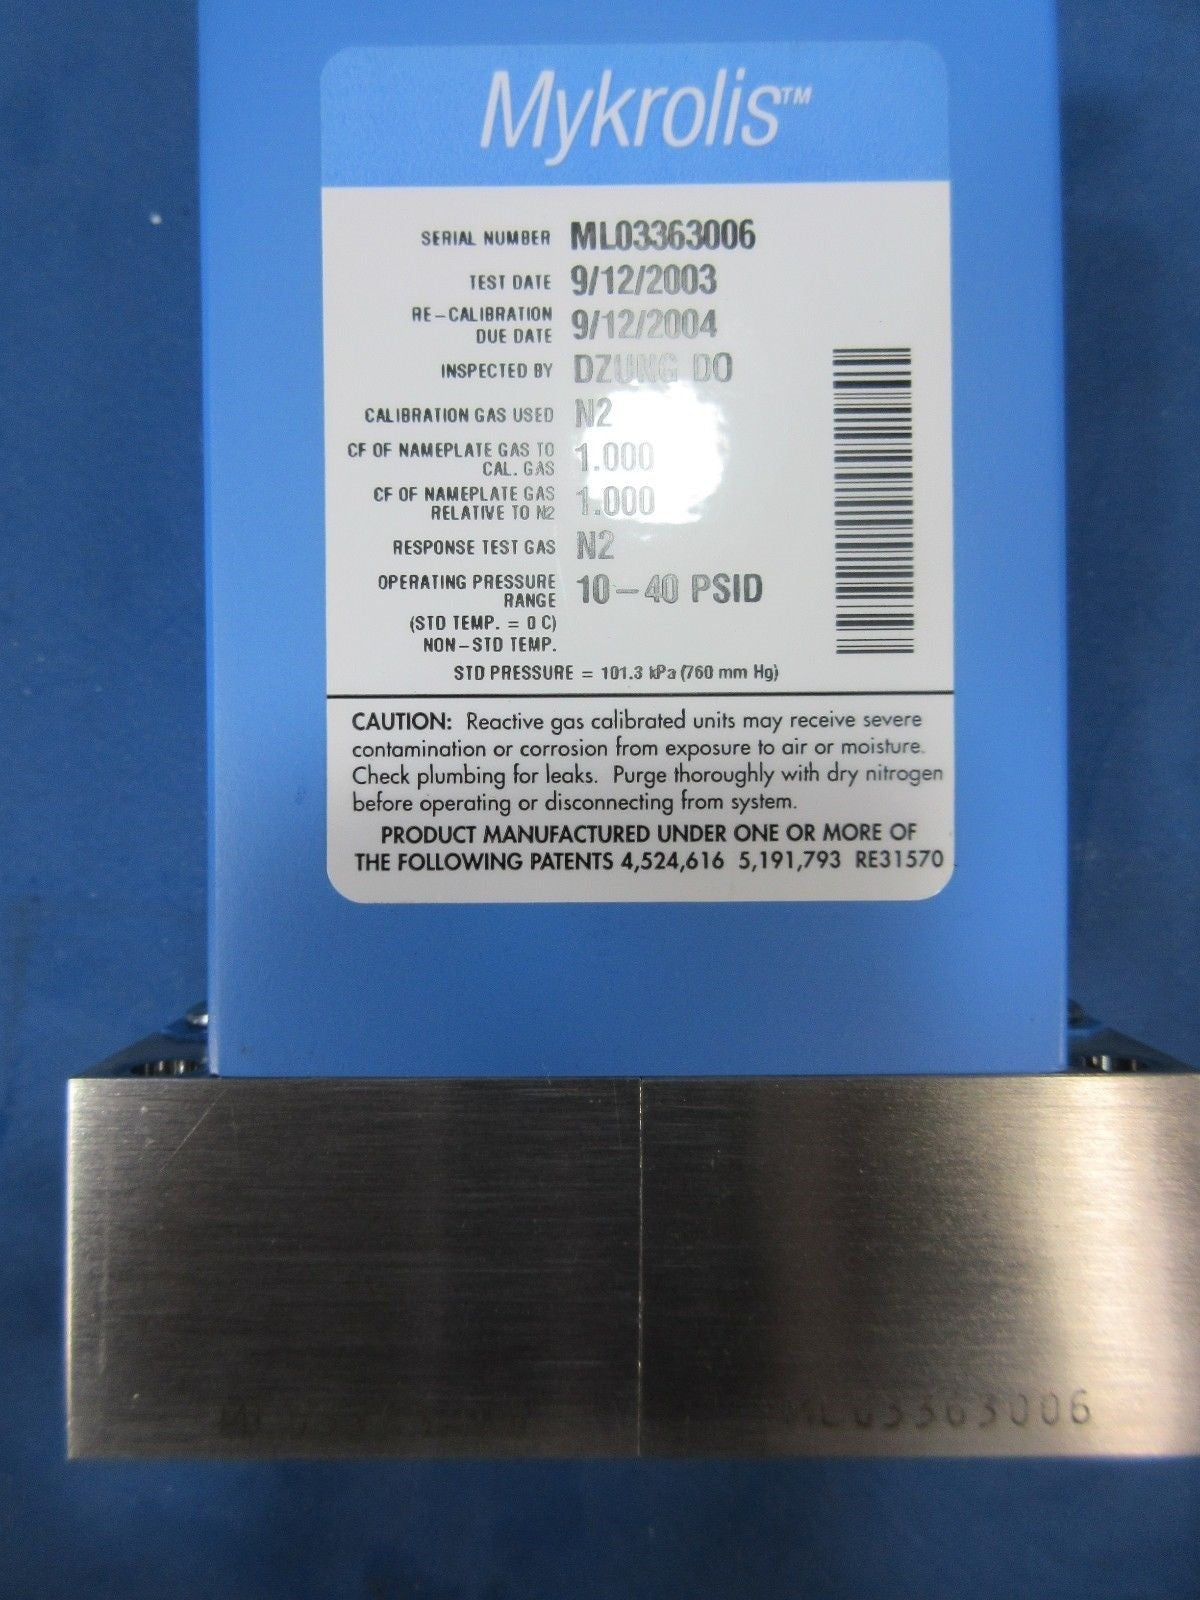 Mykrolis™
SERIAL NUMBER ML03363006
TEST DATE 9/12/2003
RE-CALIBRATION
DUE DATE 9/12/2004
INSPECTED BY DZUNG DO
CALIBRATION GAS USED N2
CF OF NAMEPLATE GAS TO
CAL. GAS 1.000
CF OF NAMEPLATE GAS
RELATIVE TO N2 1.000
RESPONSE TEST GAS N2
OPERATING PRESSURE
RANGE 10-40 PSID
(STD TEMP. = 0 C)
NON-STD TEMP.
STD PRESSURE = 101.3 kPa (760 mm Hg)
CAUTION: Reactive gas calibrated units may receive severe
contamination or corrosion from exposure to air or moisture.
Check plumbing for leaks. Purge thoroughly with dry nitrogen
before operating or disconnecting from system.
PRODUCT MANUFACTURED UNDER ONE OR MORE OF
THE FOLLOWING PATENTS 4,524,616 5,191,793 RE31570
ML03363006